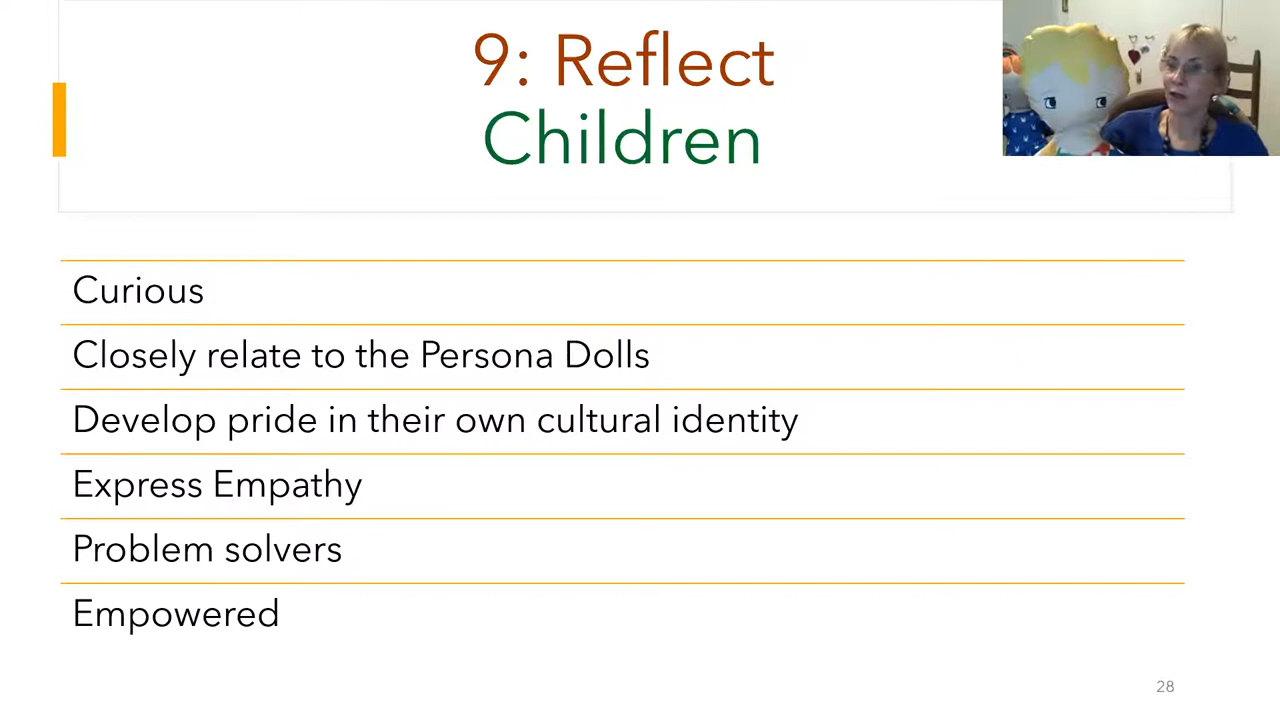 9: Reflect
Children
Curious
Closely relate to the Persona Dolls
Develop pride in their own cultural identity
Express Empathy
Problem solvers
Empowered
28